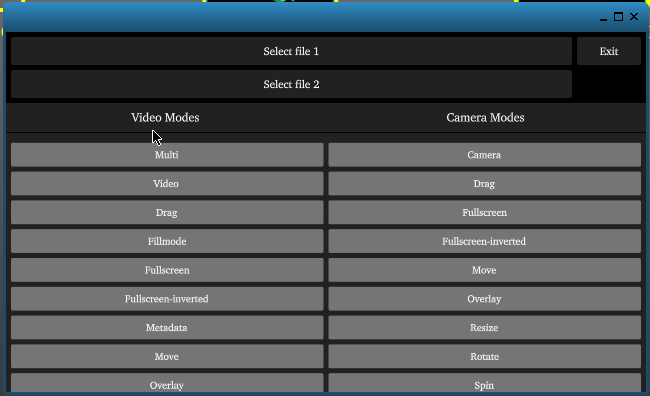 Select file 1 Exit
Select file 2
Video Modes Camera Modes
Multi Camera
Video Drag
Drag Fullscreen
Fillmode Fullscreen-inverted
Fullscreen Move
Fullscreen-inverted Overlay
Metadata Resize
Move Rotate
Overlay Spin